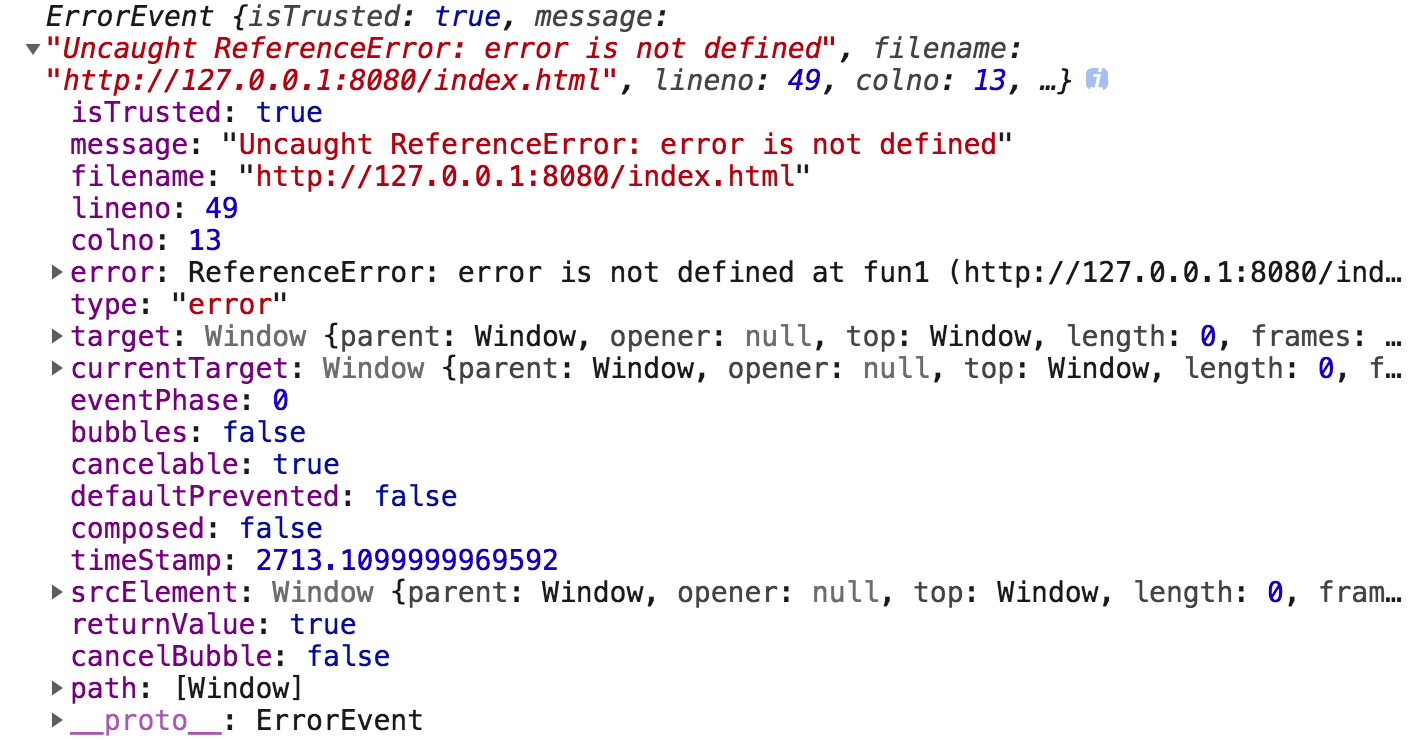 ErrorEvent {isTrusted: true, message:
"Uncaught ReferenceError: error is not defined", filename:
"http://127.0.0.1:8080/index.html", lineno: 49, colno: 13, …}
isTrusted: true
message: "Uncaught ReferenceError: error is not defined"
filename: "http://127.0.0.1:8080/index.html"
lineno: 49
colno: 13
error: ReferenceError: error is not defined at fun1 (http://127.0.0.1:8080/ind…
type: "error"
target: Window {parent: Window, opener: null, top: Window, length: 0, frames: …
currentTarget: Window {parent: Window, opener: null, top: Window, length: 0, f…
eventPhase: 0
bubbles: false
cancelable: true
defaultPrevented: false
composed: false
timeStamp: 2713.1099999969592
srcElement: Window {parent: Window, opener: null, top: Window, length: 0, fram…
returnValue: true
cancelBubble: false
path: [Window]
__proto__: ErrorEvent